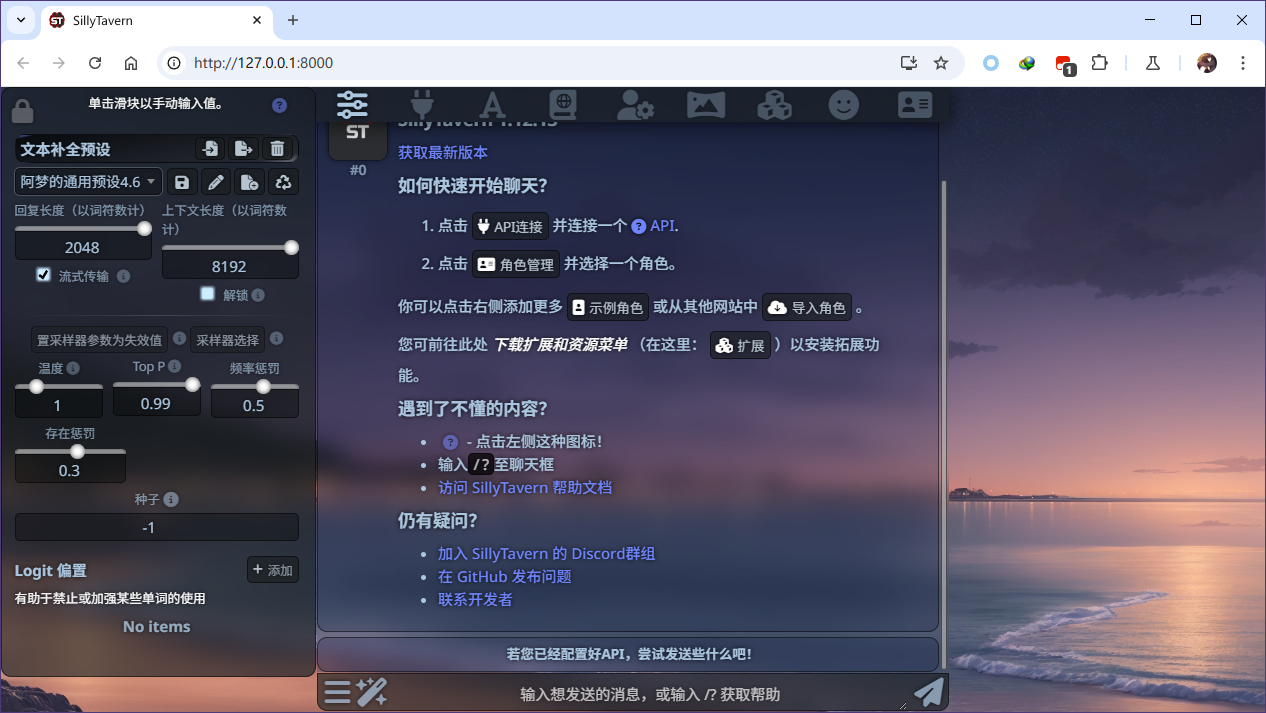 SillyTavern
http://127.0.0.1:8000
1
单击滑块以手动输入值。
文本补全预设
阿梦的通用预设4.6
回复长度（以词符数计）
2048
流式传输
上下文长度（以词符数
计）
8192
解锁
置采样器参数为失效值
采样器选择
温度
1
Top P
0.99
频率惩罚
0.5
存在惩罚
0.3
种子
-1
Logit 偏置
添加
有助于禁止或加强某些单词的使用
No items
ST
#0
SillyTavern 1.12.13
获取最新版本
如何快速开始聊天？
1. 点击 API连接 并连接一个 ? API.
2. 点击 角色管理 并选择一个角色。
你可以点击右侧添加更多 示例角色 或从其他网站中 导入角色 。
您可前往此处 下载扩展和资源菜单 （在这里： 扩展 ）以安装拓展功
能。
遇到了不懂的内容？
? - 点击左侧这种图标！
输入 /? 至聊天框
访问 SillyTavern 帮助文档
仍有疑问？
加入 SillyTavern 的 Discord群组
在 GitHub 发布问题
联系开发者
若您已经配置好API，尝试发送些什么吧！
输入想发送的消息，或输入 /? 获取帮助